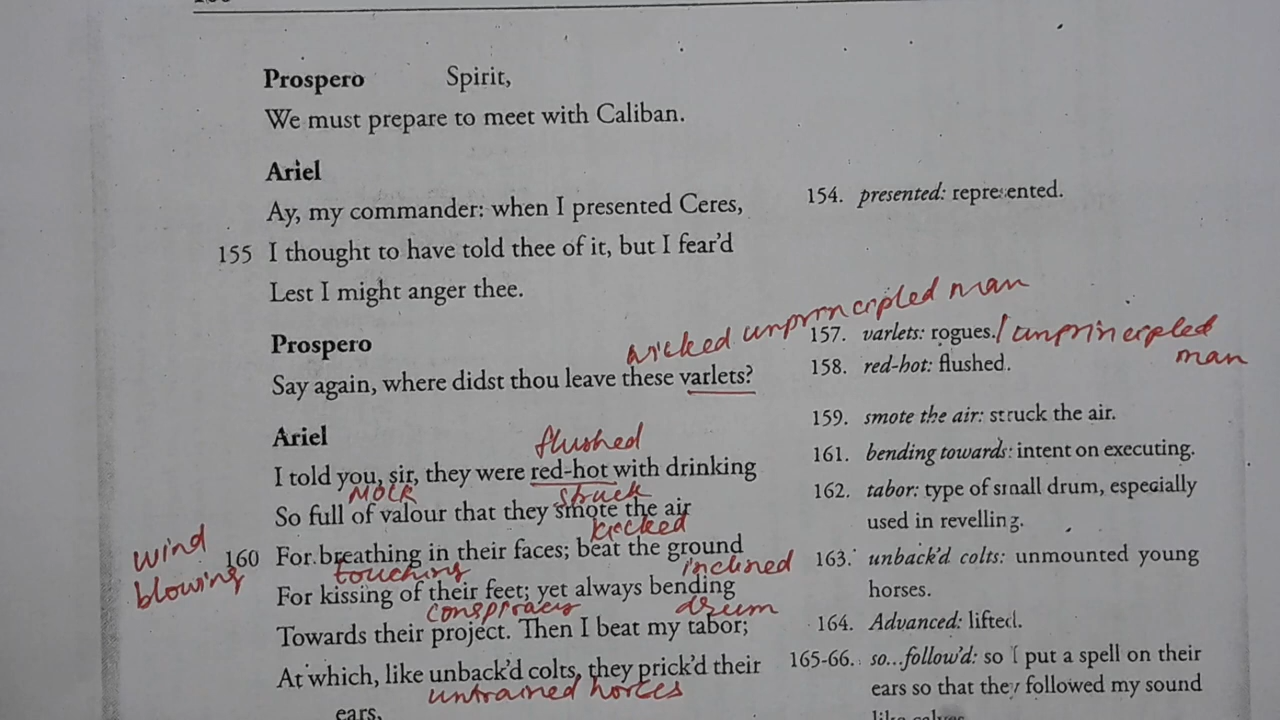 Prospero Spirit,
We must prepare to meet with Caliban.
Ariel
Ay, my commander: when I presented Ceres,
155 I thought to have told thee of it, but I fear'd
Lest I might anger thee.
Prospero
wicked unprincipled man
Say again, where didst thou leave these varlets?
Ariel
flushed
I told you, sir, they were red-hot with drinking
mock struck
So full of valour that they smote the air
kicked
wind blowing
160 For breathing in their faces; beat the ground
touching inclined
For kissing of their feet; yet always bending
conspiracy drum
Towards their project. Then I beat my tabor;
At which, like unback'd colts, they prick'd their
untrained horces
ears,
154. presented: represented.
157. varlets: rogues./ unprincipled
man
158. red-hot: flushed.
159. smote the air: struck the air.
161. bending towards: intent on executing.
162. tabor: type of small drum, especially
used in revelling.
163. unback'd colts: unmounted young
horses.
164. Advanced: lifted.
165-66. so...follow'd: so I put a spell on their
ears so that they followed my sound
like calves